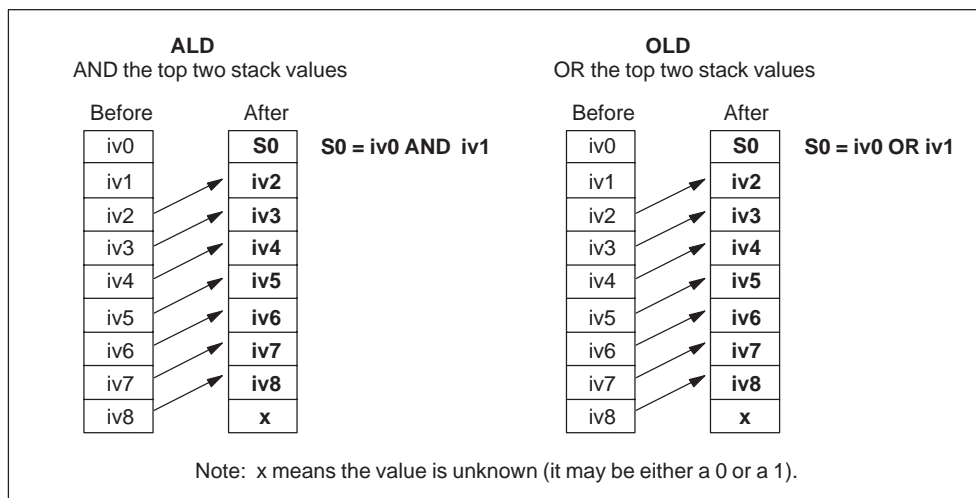 ALD
AND the top two stack values
Before After
iv0 S0 S0 = iv0 AND iv1
iv1 iv2
iv2 iv3
iv3 iv4
iv4 iv5
iv5 iv6
iv6 iv7
iv7 iv8
iv8 x
OLD
OR the top two stack values
Before After
iv0 S0 S0 = iv0 OR iv1
iv1 iv2
iv2 iv3
iv3 iv4
iv4 iv5
iv5 iv6
iv6 iv7
iv7 iv8
iv8 x
Note: x means the value is unknown (it may be either a 0 or a 1).